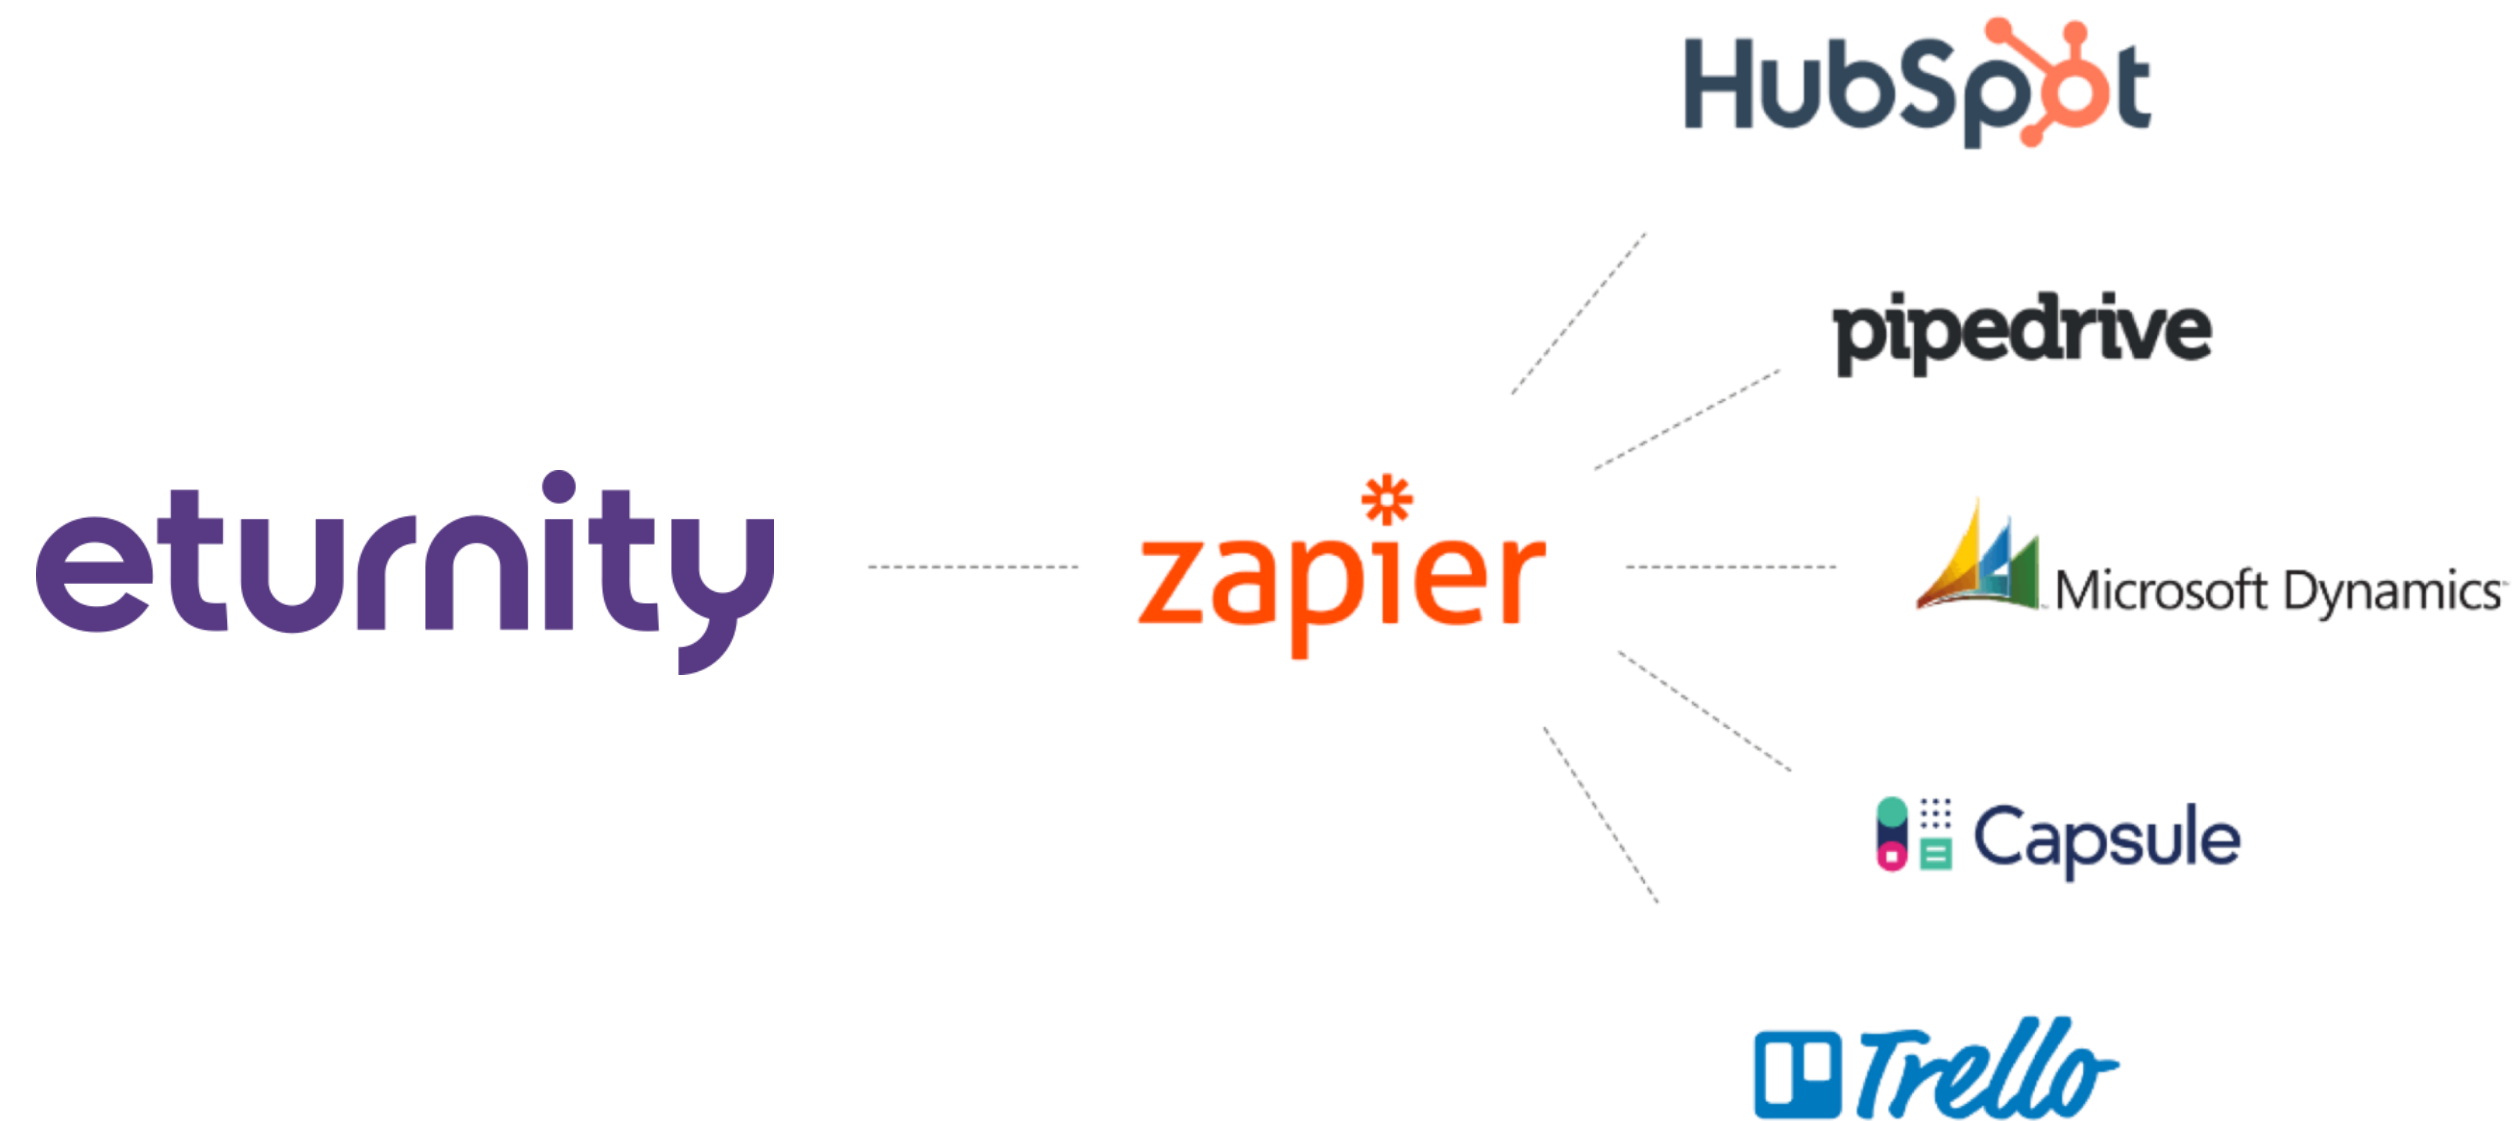 HubSpot
pipedrive
eturnity
zapier
Microsoft Dynamics
Capsule
Trello